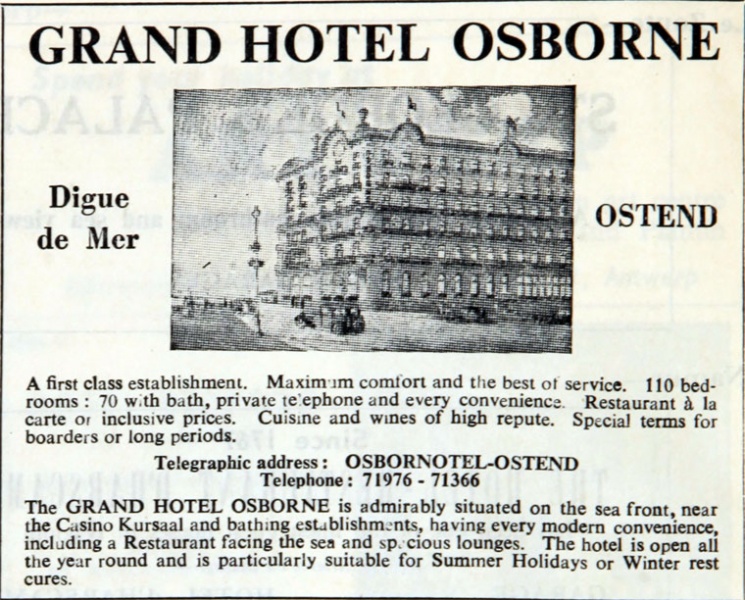 GRAND HOTEL OSBORNE
Digue
de Mer
OSTEND
A first class establishment. Maximum comfort and the best of service. 110 bed-
rooms : 70 with bath, private telephone and every convenience. Restaurant à la
carte or inclusive prices. Cuisine and wines of high repute. Special terms for
boarders or long periods.
Telegraphic address : OSBORNOTEL-OSTEND
Telephone : 71976 - 71366
The GRAND HOTEL OSBORNE is admirably situated on the sea front, near
the Casino Kursaal and bathing establishments, having every modern convenience,
including a Restaurant facing the sea and spacious lounges. The hotel is open all
the year round and is particularly suitable for Summer Holidays or Winter rest
cures.